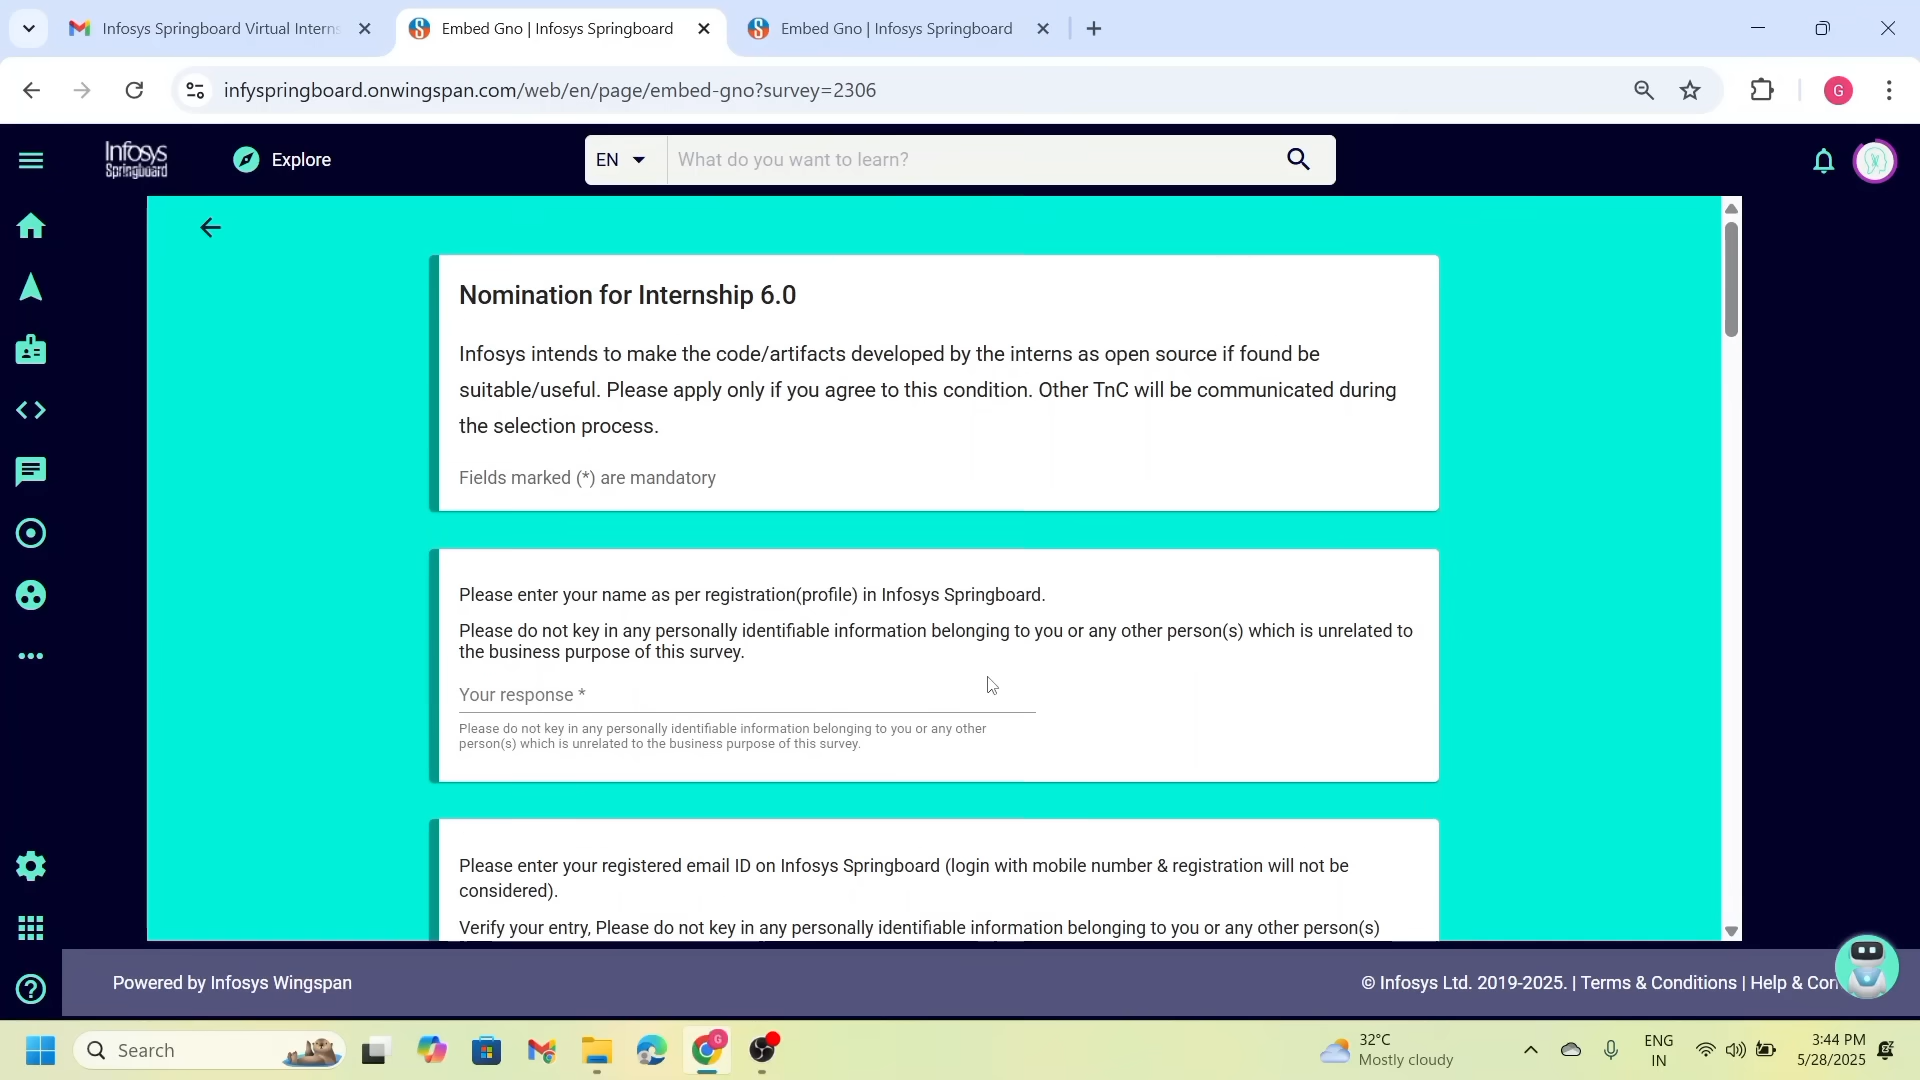 Infosys Springboard Virtual Interns
Embed Gno | Infosys Springboard
Embed Gno | Infosys Springboard
infyspringboard.onwingspan.com/web/en/page/embed-gno?survey=2306
G
Infosys
Springboard
Explore
EN
What do you want to learn?
Nomination for Internship 6.0
Infosys intends to make the code/artifacts developed by the interns as open source if found be
suitable/useful. Please apply only if you agree to this condition. Other TnC will be communicated during
the selection process.
Fields marked (*) are mandatory
Please enter your name as per registration(profile) in Infosys Springboard.
Please do not key in any personally identifiable information belonging to you or any other person(s) which is unrelated to
the business purpose of this survey.
Your response *
Please do not key in any personally identifiable information belonging to you or any other
person(s) which is unrelated to the business purpose of this survey.
Please enter your registered email ID on Infosys Springboard (login with mobile number & registration will not be
considered).
Verify your entry, Please do not key in any personally identifiable information belonging to you or any other person(s)
Powered by Infosys Wingspan
© Infosys Ltd. 2019-2025. | Terms & Conditions | Help & Con
Search
G
32°C
Mostly cloudy
ENG
IN
3:44 PM
5/28/2025